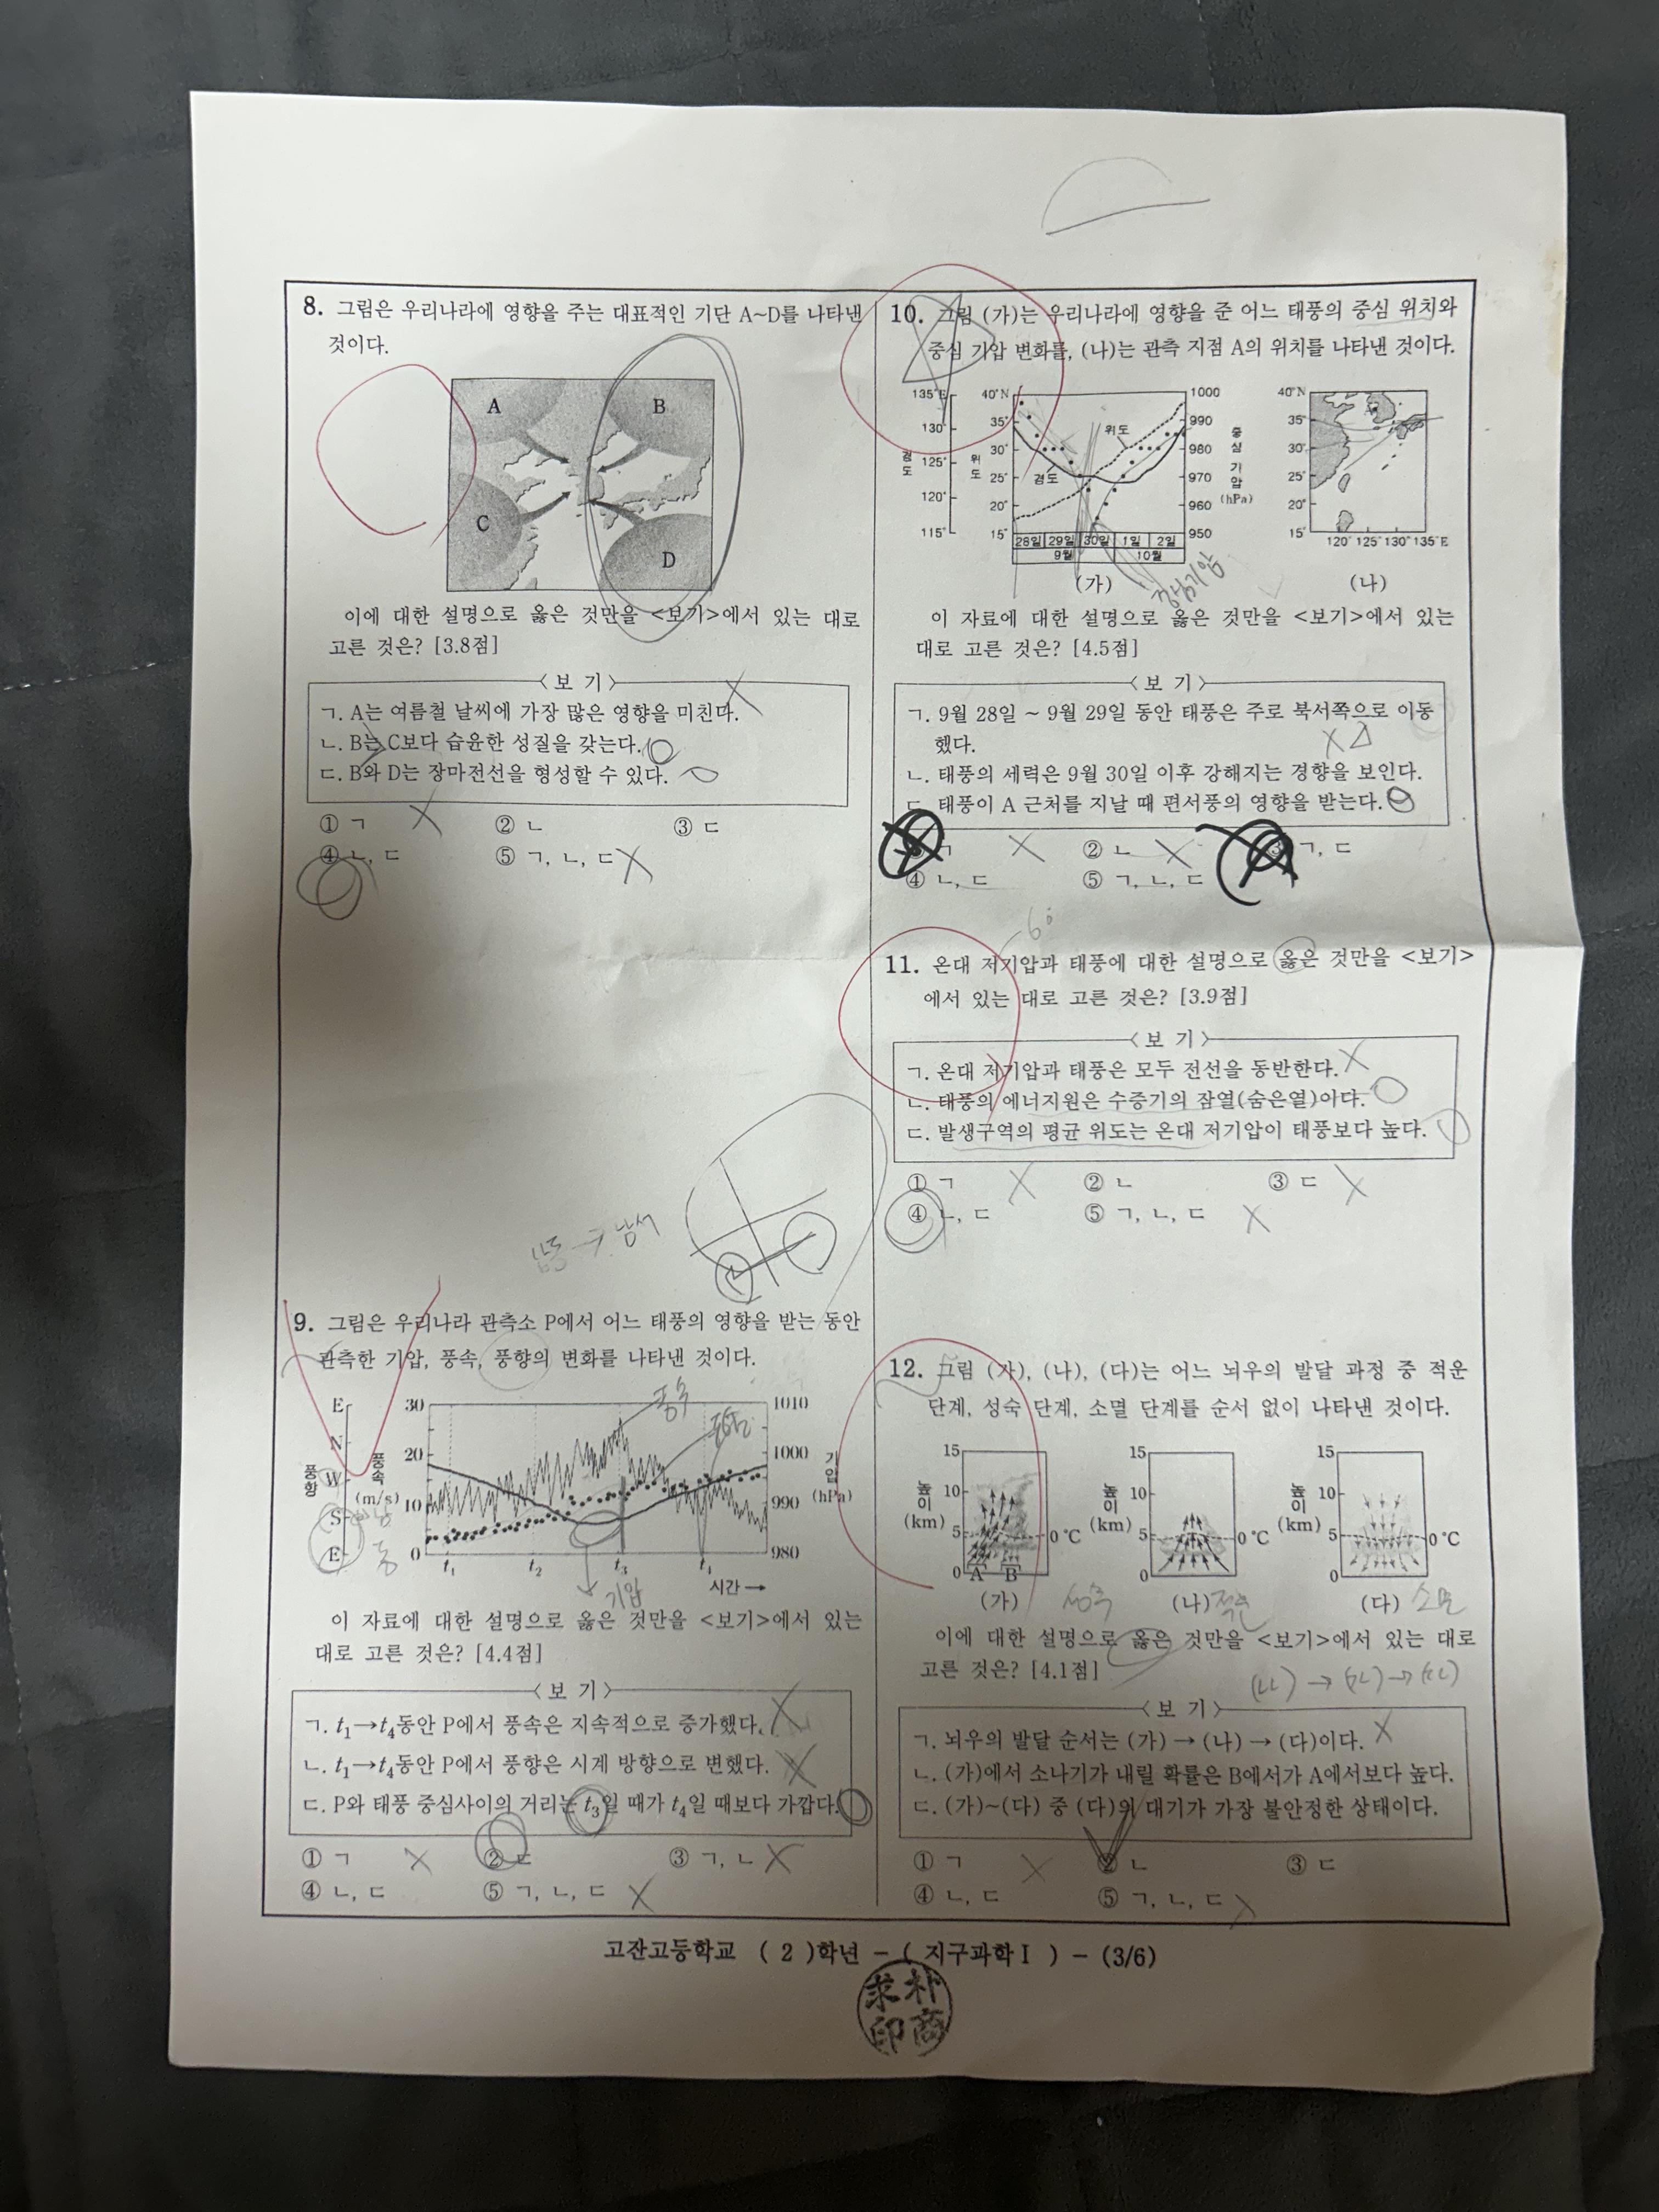 8. 그림은 우리나라에 영향을 주는 대표적인 기단 A~D를 나타낸
것이다.
A
B
C
D
이에 대한 설명으로 옳은 것만을 <보기>에서 있는 대로
고른 것은? [3.8점]
<보 기>
ㄱ. A는 여름철 날씨에 가장 많은 영향을 미친다.
ㄴ. B는 C보다 습윤한 성질을 갖는다.
ㄷ. B와 D는 장마전선을 형성할 수 있다.
① ㄱ ② ㄴ ③ ㄷ
④ ㄴ, ㄷ ⑤ ㄱ, ㄴ, ㄷ
9. 그림은 우리나라 관측소 P에서 어느 태풍의 영향을 받는 동안
관측한 기압, 풍속, 풍향의 변화를 나타낸 것이다.
E N W S E
풍향
30 20 10 0
풍속 (m/s)
1010 1000 990 980
기압 (hPa)
풍속
기압
t₁ t₂ t₃
시간 →
이 자료에 대한 설명으로 옳은 것만을 <보기>에서 있는
대로 고른 것은? [4.4점]
<보 기>
ㄱ. t₁→t₄동안 P에서 풍속은 지속적으로 증가했다.
ㄴ. t₁→t₄동안 P에서 풍향은 시계 방향으로 변했다.
ㄷ. P와 태풍 중심사이의 거리는 t₃일 때가 t₄일 때보다 가깝다.
① ㄱ ② ㄷ ③ ㄱ, ㄴ
④ ㄴ, ㄷ ⑤ ㄱ, ㄴ, ㄷ
10. 그림 (가)는 우리나라에 영향을 준 어느 태풍의 중심 위치와
중심 기압 변화를, (나)는 관측 지점 A의 위치를 나타낸 것이다.
135°E 130° 125° 120° 115°
경도
40°N 35° 30° 25° 20° 15°
위도
위도
경도
1000 990 980 970 960 950
중심 기압 (hPa)
28일 29일 30일 1일 2일
9월 10월
(가)
40°N 35° 30° 25° 20° 15°
120° 125° 130° 135°E
(나)
중심기압
이 자료에 대한 설명으로 옳은 것만을 <보기>에서 있는
대로 고른 것은? [4.5점]
<보 기>
ㄱ. 9월 28일 ~ 9월 29일 동안 태풍은 주로 북서쪽으로 이동
했다.
ㄴ. 태풍의 세력은 9월 30일 이후 강해지는 경향을 보인다.
ㄷ. 태풍이 A 근처를 지날 때 편서풍의 영향을 받는다.
ㄱ ② ㄴ ③ ㄱ, ㄷ
④ ㄴ, ㄷ ⑤ ㄱ, ㄴ, ㄷ
11. 온대 저기압과 태풍에 대한 설명으로 옳은 것만을 <보기>
에서 있는 대로 고른 것은? [3.9점]
<보 기>
ㄱ. 온대 저기압과 태풍은 모두 전선을 동반한다.
ㄴ. 태풍의 에너지원은 수증기의 잠열(숨은열)이다.
ㄷ. 발생구역의 평균 위도는 온대 저기압이 태풍보다 높다.
① ㄱ ② ㄴ ③ ㄷ
④ ㄴ, ㄷ ⑤ ㄱ, ㄴ, ㄷ
12. 그림 (가), (나), (다)는 어느 뇌우의 발달 과정 중 적운
단계, 성숙 단계, 소멸 단계를 순서 없이 나타낸 것이다.
높이 (km) 15 10 5 0 0℃ A B
높이 (km) 15 10 5 0 0℃
높이 (km) 15 10 5 0 0℃
(가) 성숙 (나) 적운 (다) 소멸
이에 대한 설명으로 옳은 것만을 <보기>에서 있는 대로
고른 것은? [4.1점]
(나) → (가) → (다)
<보 기>
ㄱ. 뇌우의 발달 순서는 (가) → (나) → (다)이다.
ㄴ. (가)에서 소나기가 내릴 확률은 B에서가 A에서보다 높다.
ㄷ. (가)~(다) 중 (다)의 대기가 가장 불안정한 상태이다.
① ㄱ ② ㄴ ③ ㄷ
④ ㄴ, ㄷ ⑤ ㄱ, ㄴ, ㄷ
고잔고등학교 ( 2 )학년 - ( 지구과학Ⅰ ) - (3/6)